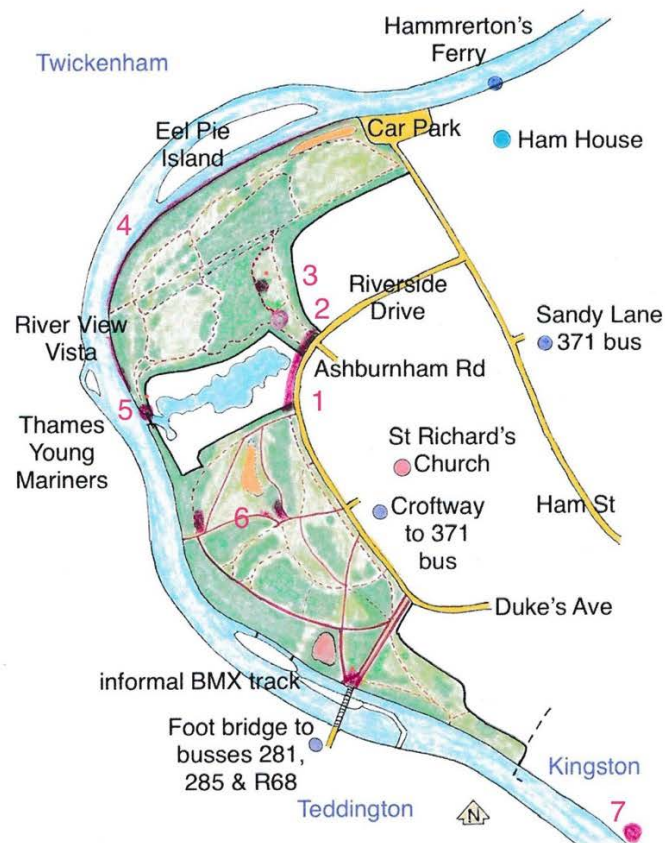 Hammrerton's
Ferry
Twickenham
Eel Pie
Island
Car Park
Ham House
4
3
Riverside
Drive
2
River View
Vista
Sandy Lane
371 bus
Ashburnham Rd
5
1
Thames
Young
Mariners
St Richard's
Church
6
Croftway
to 371
bus
Ham St
Duke's Ave
informal BMX track
Foot bridge to
busses 281,
285 & R68
Kingston
Teddington
N
7